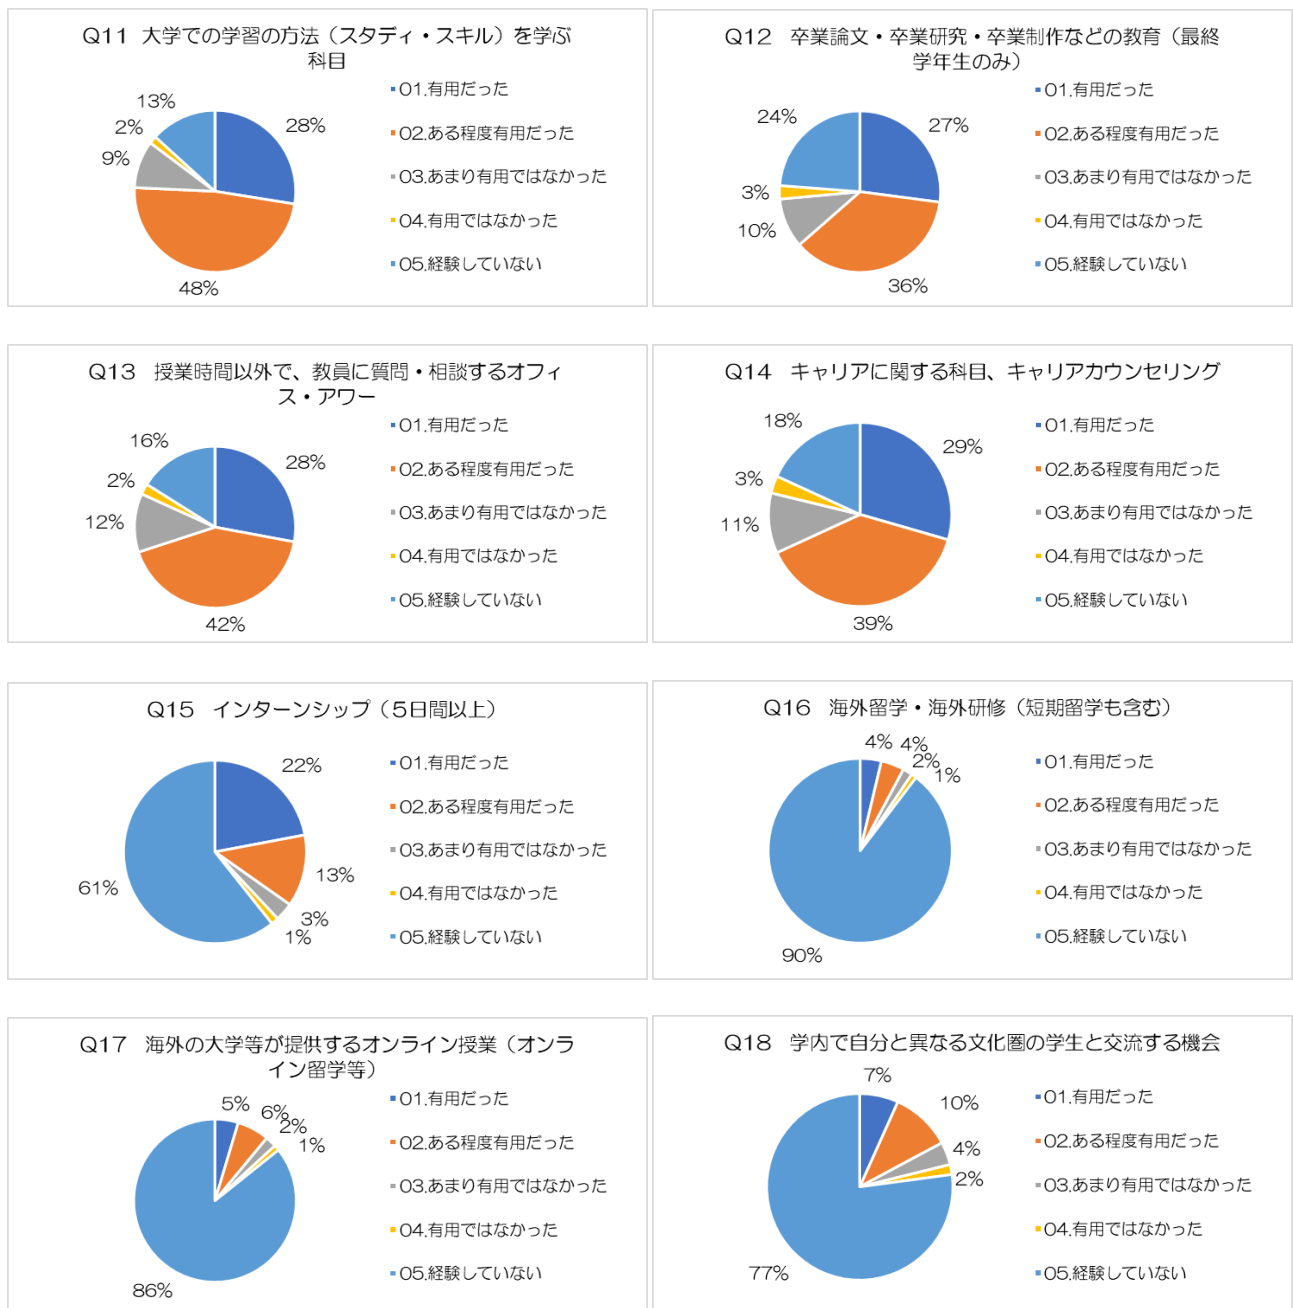 Q11 大学での学習の方法（スタディ・スキル）を学ぶ
科目
13%
2%
9%
28%
48%
01.有用だった
02.ある程度有用だった
03.あまり有用ではなかった
04.有用ではなかった
05.経験していない
Q12 卒業論文・卒業研究・卒業制作などの教育（最終
学年生のみ）
24%
3%
10%
27%
36%
01.有用だった
02.ある程度有用だった
03.あまり有用ではなかった
04.有用ではなかった
05.経験していない
Q13 授業時間以外で、教員に質問・相談するオフィ
ス・アワー
16%
2%
12%
28%
42%
01.有用だった
02.ある程度有用だった
03.あまり有用ではなかった
04.有用ではなかった
05.経験していない
Q14 キャリアに関する科目、キャリアカウンセリング
18%
3%
11%
29%
39%
01.有用だった
02.ある程度有用だった
03.あまり有用ではなかった
04.有用ではなかった
05.経験していない
Q15 インターンシップ（5日間以上）
22%
13%
3%
1%
61%
01.有用だった
02.ある程度有用だった
03.あまり有用ではなかった
04.有用ではなかった
05.経験していない
Q16 海外留学・海外研修（短期留学も含む）
4%
4%
2%
1%
90%
01.有用だった
02.ある程度有用だった
03.あまり有用ではなかった
04.有用ではなかった
05.経験していない
Q17 海外の大学等が提供するオンライン授業（オンラ
イン留学等）
5%
6%
2%
1%
86%
01.有用だった
02.ある程度有用だった
03.あまり有用ではなかった
04.有用ではなかった
05.経験していない
Q18 学内で自分と異なる文化圏の学生と交流する機会
7%
10%
4%
2%
77%
01.有用だった
02.ある程度有用だった
03.あまり有用ではなかった
04.有用ではなかった
05.経験していない